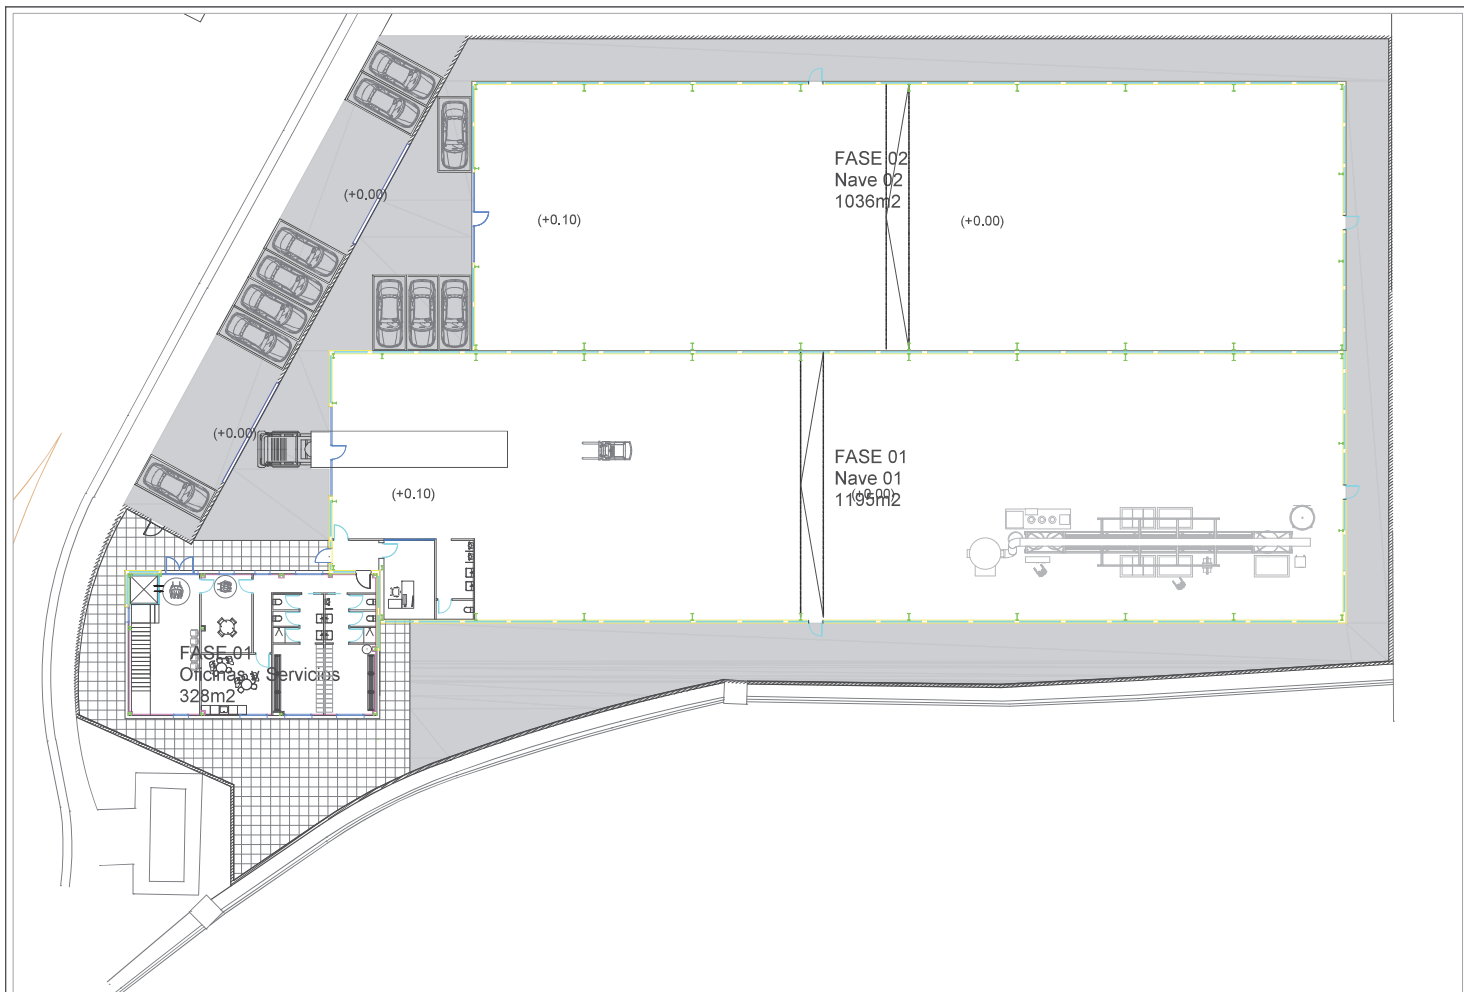 FASE 02
Nave 02
1036m2
(+0.00)
(+0.10)
(+0.00)
(+0.00)
FASE 01
Nave 01
1195m2
(+0.00)
(+0.10)
FASE 01
Oficinas y Servicios
328m2